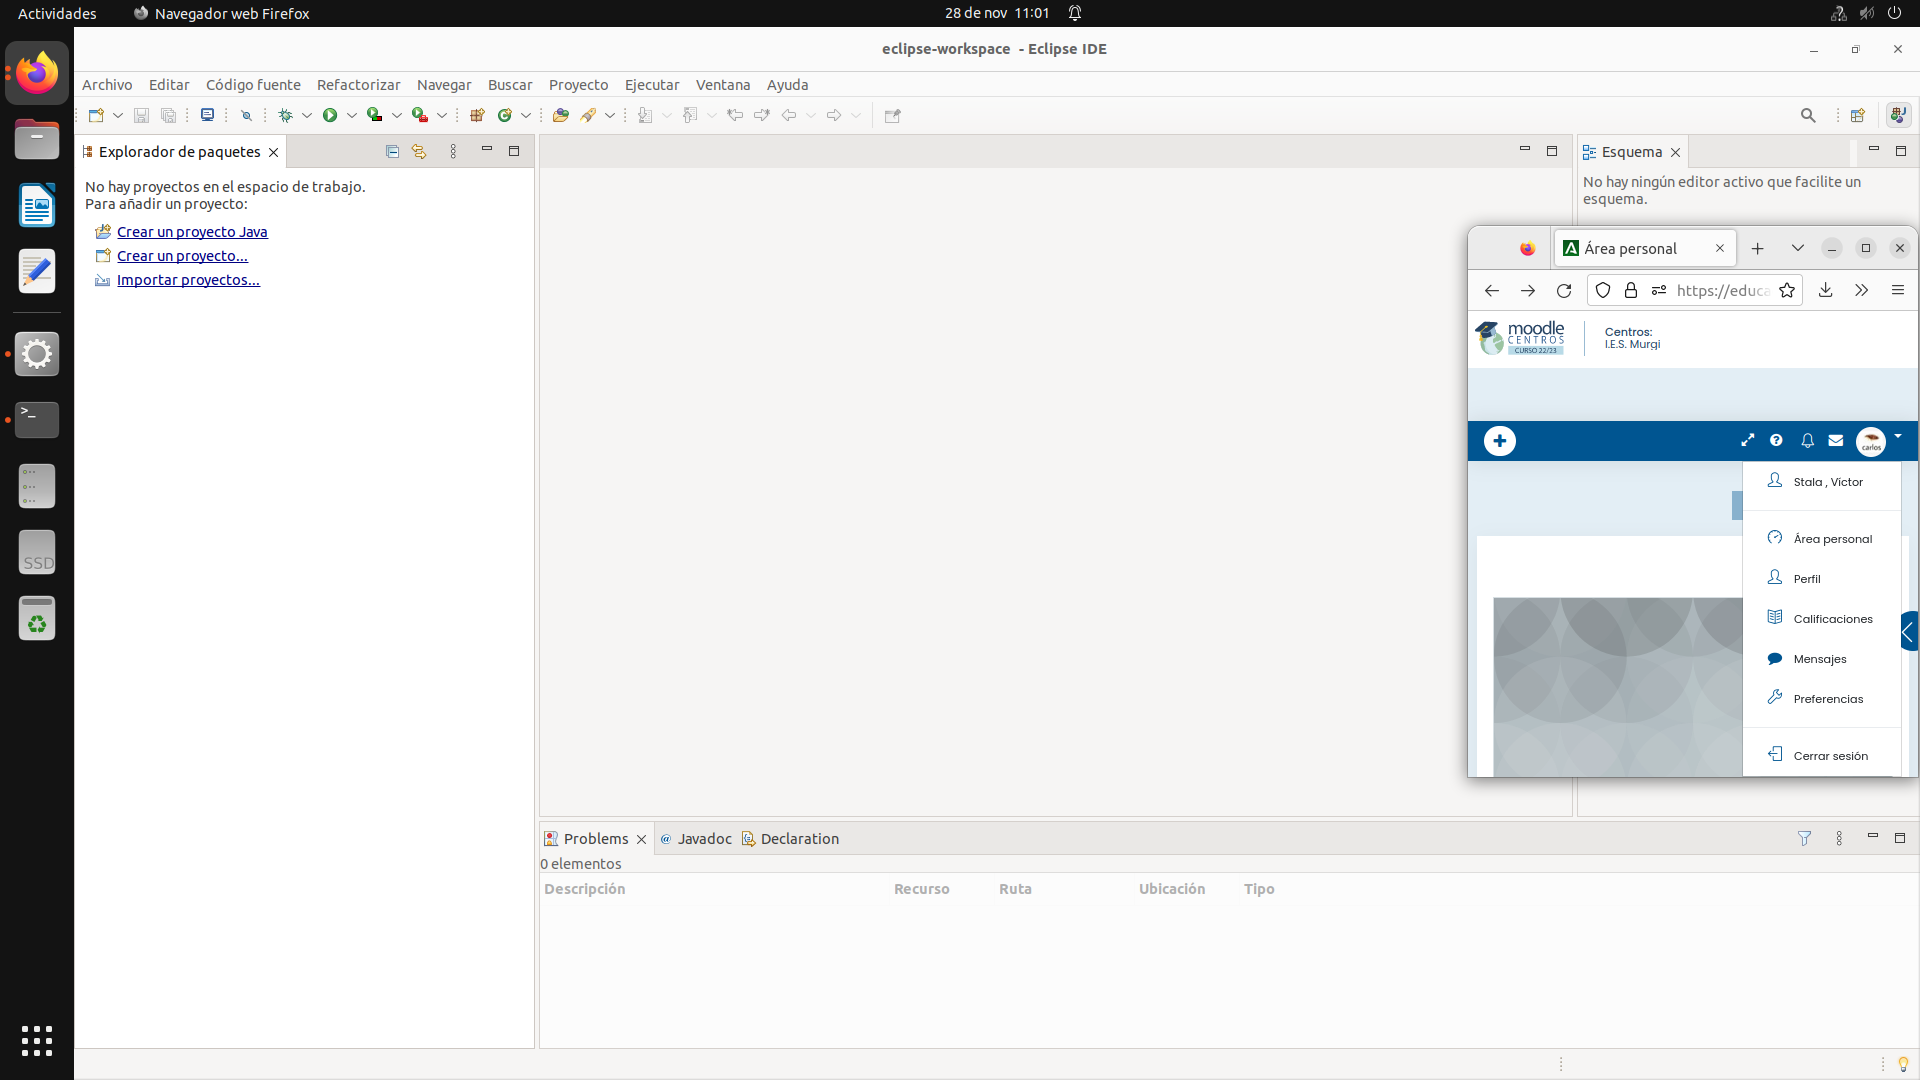 Actividades
Navegador web Firefox
28 de nov 11:01
eclipse-workspace - Eclipse IDE
Archivo Editar Código fuente Refactorizar Navegar Buscar Proyecto Ejecutar Ventana Ayuda
Explorador de paquetes
No hay proyectos en el espacio de trabajo.
Para añadir un proyecto:
Crear un proyecto Java
Crear un proyecto...
Importar proyectos...
Esquema
No hay ningún editor activo que facilite un
esquema.
Área personal
https://educa
moodle
CENTROS
CURSO 22/23
Centros:
I.E.S. Murgi
carlos
Stala , Víctor
Área personal
Perfil
Calificaciones
Mensajes
Preferencias
Cerrar sesión
>_
SSD
Problems @ Javadoc Declaration
0 elementos
Descripción Recurso Ruta Ubicación Tipo